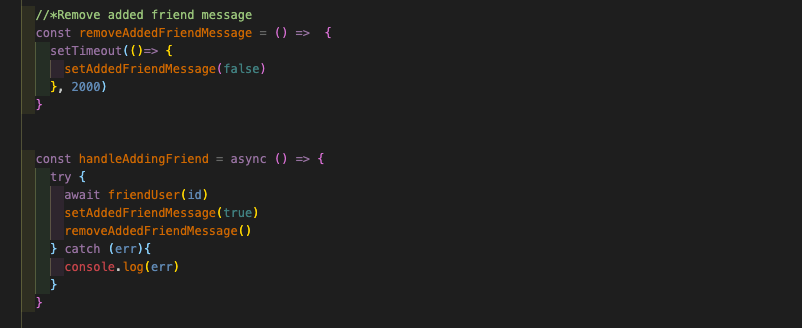 //*Remove added friend message
const removeAddedFriendMessage = () =>  {
  setTimeout(()=> {
    setAddedFriendMessage(false)
  }, 2000)
}
const handleAddingFriend = async () => {
  try {
    await friendUser(id)
    setAddedFriendMessage(true)
    removeAddedFriendMessage()
  } catch (err){
    console.log(err)
  }
}